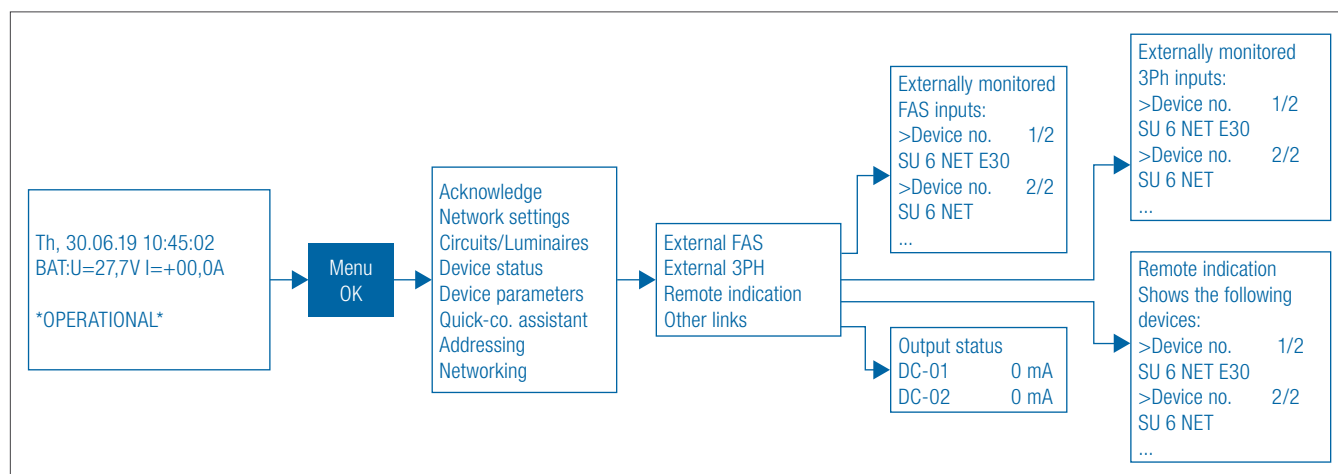 Th, 30.06.19 10:45:02
BAT:U=27,7V I=+00,0A
*OPERATIONAL*
Menu
OK
Acknowledge
Network settings
Circuits/Luminaires
Device status
Device parameters
Quick-co. assistant
Addressing
Networking
External FAS
External 3PH
Remote indication
Other links
Externally monitored
FAS inputs:
>Device no. 1/2
SU 6 NET E30
>Device no. 2/2
SU 6 NET
...
Output status
DC-01 0 mA
DC-02 0 mA
Externally monitored
3Ph inputs:
>Device no. 1/2
SU 6 NET E30
>Device no. 2/2
SU 6 NET
...
Remote indication
Shows the following
devices:
>Device no. 1/2
SU 6 NET E30
>Device no. 2/2
SU 6 NET
...